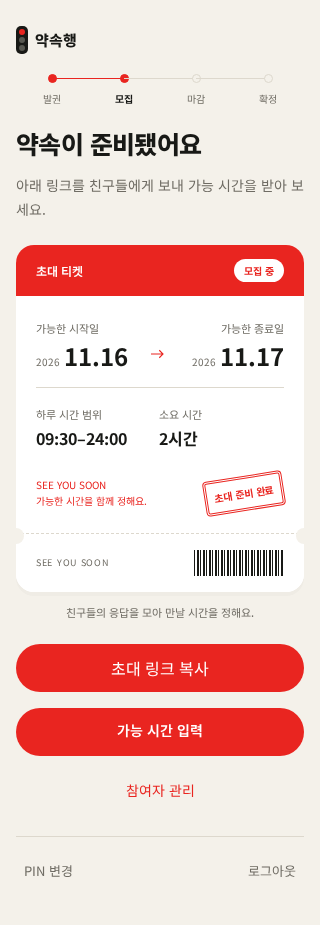 약속행
발권 모집 마감 확정
약속이 준비됐어요
아래 링크를 친구들에게 보내 가능 시간을 받아 보
세요.
초대 티켓 모집 중
가능한 시작일 가능한 종료일
2026 11.16 → 2026 11.17
하루 시간 범위 소요 시간
09:30–24:00 2시간
SEE YOU SOON
가능한 시간을 함께 정해요.
초대 준비 완료
SEE YOU SOON
친구들의 응답을 모아 만날 시간을 정해요.
초대 링크 복사
가능 시간 입력
참여자 관리
PIN 변경 로그아웃